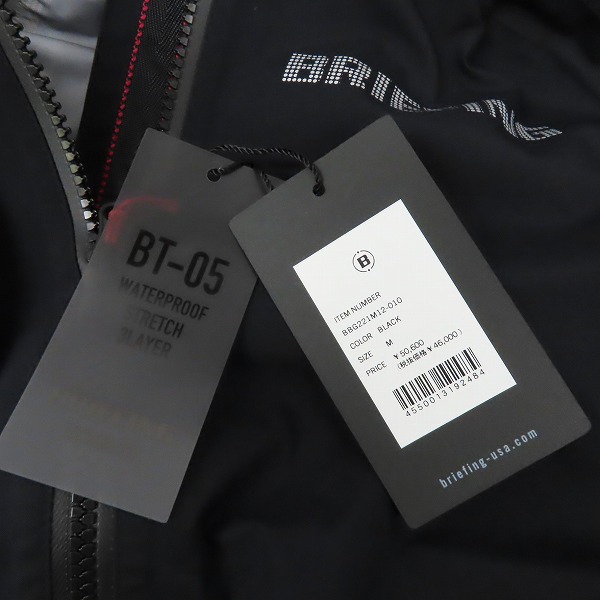 BRIEFING
BT-05
WATERPROOF
STRETCH
3LAYER
B
ITEM NUMBER
BBG221M12-010
COLOR BLACK
SIZE M
PRICE ￥50,600
(税抜価格￥46,000)
4550013192484
briefing-usa.com